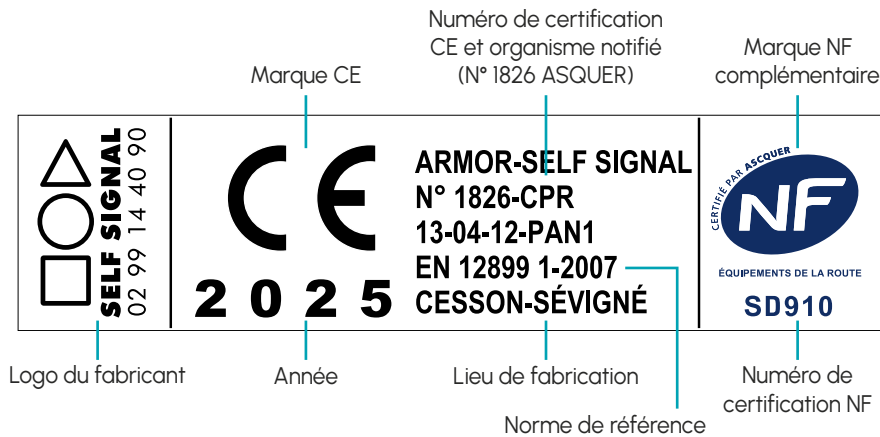 Numéro de certification
CE et organisme notifié
(N° 1826 ASQUER)
Marque CE
Marque NF
complémentaire
SELF SIGNAL
02 99 14 40 90
CE
2025
ARMOR-SELF SIGNAL
N° 1826-CPR
13-04-12-PAN1
EN 12899 1-2007
CESSON-SÉVIGNÉ
CERTIFIÉ PAR ASCQUER
NF
ÉQUIPEMENTS DE LA ROUTE
SD910
Logo du fabricant
Année
Lieu de fabrication
Numéro de
certification NF
Norme de référence